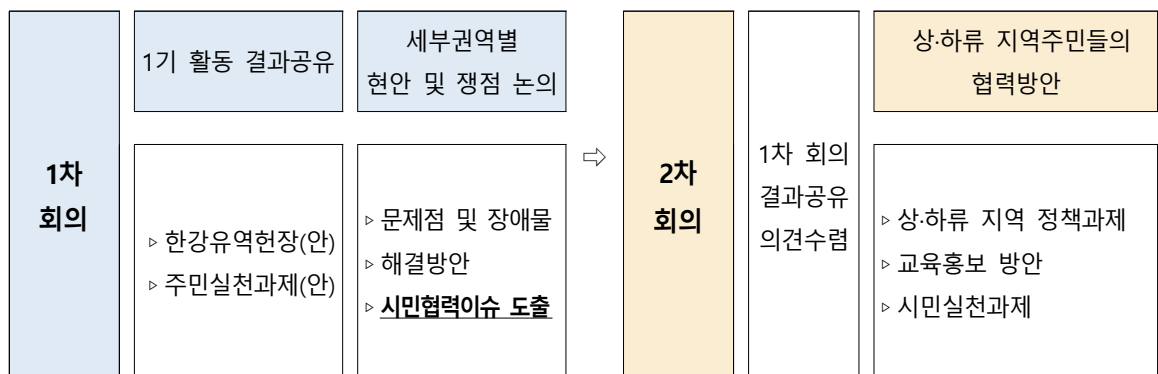 1차
회의
1기 활동 결과공유
▹ 한강유역헌장(안)
▹ 주민실천과제(안)
세부권역별
현안 및 쟁점 논의
▹ 문제점 및 장애물
▹ 해결방안
▹ 시민협력이슈 도출
⇨
2차
회의
1차 회의
결과공유
의견수렴
상·하류 지역주민들의
협력방안
▹ 상·하류 지역 정책과제
▹ 교육홍보 방안
▹ 시민실천과제